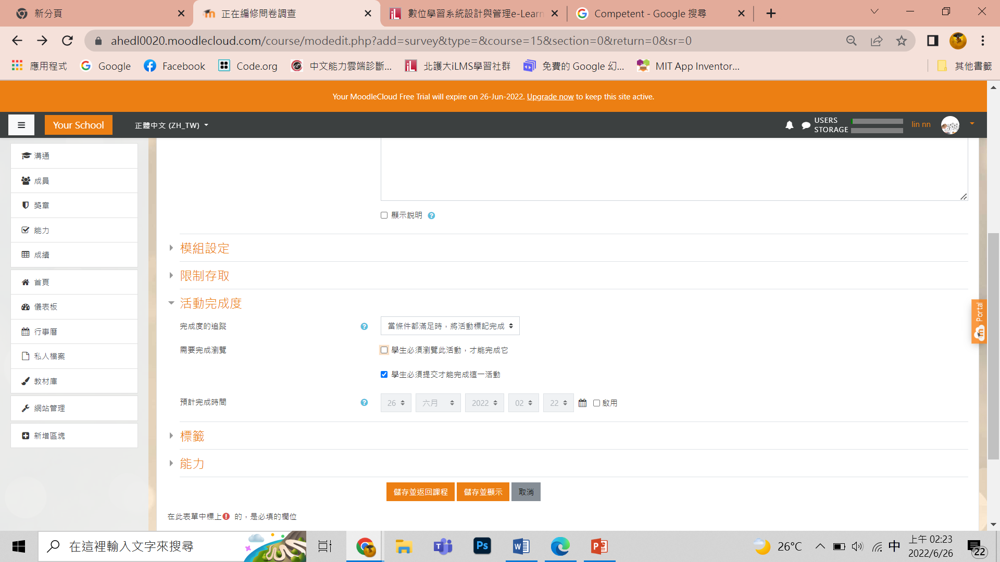 新分頁
正在編修問卷調查
數位學習系統設計與管理e-Learn
Competent - Google 搜尋
ahedl0020.moodlecloud.com/course/modedit.php?add=survey&type=&course=15&section=0&return=0&sr=0
應用程式
Google
Facebook
Code.org
中文能力雲端診斷...
北護大iLMS學習社群
免費的 Google 幻...
MIT App Inventor...
其他書籤
Your MoodleCloud Free Trial will expire on 26-Jun-2022. Upgrade now to keep this site active.
Your School
正體中文 (ZH_TW)
USERS
STORAGE
lin nn
溝通
成員
獎章
能力
成績
首頁
儀表板
行事曆
私人檔案
教材庫
網站管理
新增區塊
顯示說明
模組設定
限制存取
活動完成度
完成度的追蹤
當條件都滿足時，將活動標記完成
需要完成瀏覽
學生必須瀏覽此活動，才能完成它
學生必須提交才能完成這一活動
預計完成時間
26
六月
2022
02
22
啟用
標籤
能力
儲存並返回課程
儲存並顯示
取消
在此表單中標上 的，是必填的欄位
Portal
在這裡輸入文字來搜尋
26°C
中
上午 02:23
2022/6/26
22